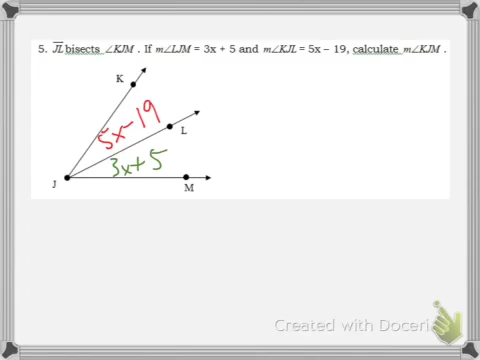 5. JL bisects ∠KJM. If m∠LJM = 3x + 5 and m∠KJL = 5x – 19, calculate m∠KJM .
K
5x-19
L
3x+5
J
M
Created with Doceri